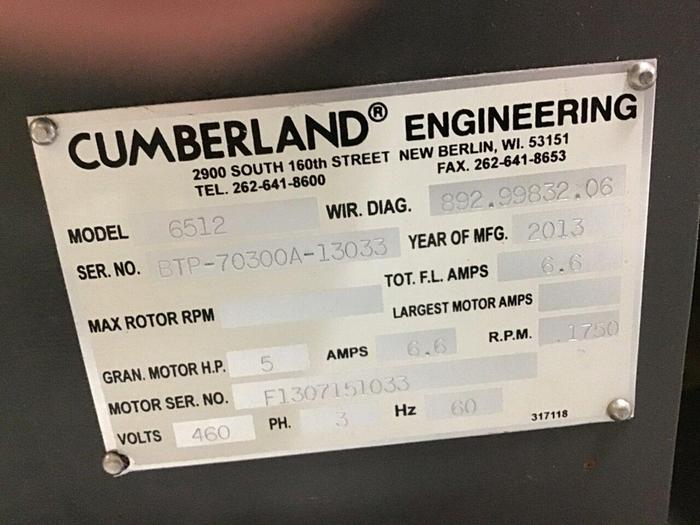 CUMBERLAND® ENGINEERING
2900 SOUTH 160th STREET NEW BERLIN, WI. 53151
TEL. 262-641-8600 FAX. 262-641-8653
MODEL 6512 WIR. DIAG. 892.99832.06
SER. NO. BTP-70300A-13033 YEAR OF MFG. 2013
MAX ROTOR RPM TOT. F.L. AMPS 6.6
LARGEST MOTOR AMPS
GRAN. MOTOR H.P. 5 AMPS 6.6 R.P.M. 1750
MOTOR SER. NO. F1307151033
VOLTS 460 PH. 3 Hz 60
317118